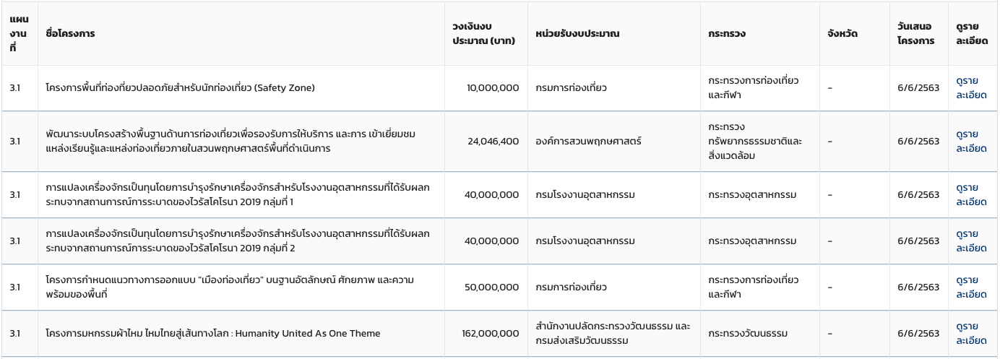 แผน
งาน
ที่
ชื่อโครงการ
วงเงินงบ
ประมาณ (บาท)
หน่วยรับงบประมาณ
กระทรวง
จังหวัด
วันเสนอ
โครงการ
ดูราย
ละเอียด
3.1
โครงการพื้นที่ท่องที่ยวปลอดภัยสำหรับนักท่องเที่ยว (Safety Zone)
10,000,000
กรมการท่องเที่ยว
กระทรวงการท่องเที่ยว
และกีฬา
-
6/6/2563
ดูราย
ละเอียด
3.1
พัฒนาระบบโครงสร้างพื้นฐานด้านการท่องเที่ยวเพื่อรองรับการให้บริการ และการ เข้าเยี่ยมชม
แหล่งเรียนรู้และแหล่งท่องเที่ยวภายในสวนพฤกษศาสตร์พื้นที่ดำเนินการ
24,046,400
องค์การสวนพฤกษศาสตร์
กระทรวง
ทรัพยากรธรรมชาติและ
สิ่งแวดล้อม
-
6/6/2563
ดูราย
ละเอียด
3.1
การแปลงเครื่องจักรเป็นทุนโดยการบำรุงรักษาเครื่องจักรสำหรับโรงงานอุตสาหกรรมที่ได้รับผลก
ระทบจากสถานการณ์การระบาดของไวรัสโคโรนา 2019 กลุ่มที่ 1
40,000,000
กรมโรงงานอุตสาหกรรม
กระทรวงอุตสาหกรรม
-
6/6/2563
ดูราย
ละเอียด
3.1
การแปลงเครื่องจักรเป็นทุนโดยการบำรุงรักษาเครื่องจักรสำหรับโรงงานอุตสาหกรรมที่ได้รับผลก
ระทบจากสถานการณ์การระบาดของไวรัสโคโรนา 2019 กลุ่มที่ 2
40,000,000
กรมโรงงานอุตสาหกรรม
กระทรวงอุตสาหกรรม
-
6/6/2563
ดูราย
ละเอียด
3.1
โครงการกำหนดแนวทางการออกแบบ "เมืองท่องเที่ยว" บนฐานอัตลักษณ์ ศักยภาพ และความ
พร้อมของพื้นที่
50,000,000
กรมการท่องเที่ยว
กระทรวงการท่องเที่ยว
และกีฬา
-
6/6/2563
ดูราย
ละเอียด
3.1
โครงการมหกรรมผ้าไหม ไหมไทยสู่เส้นทางโลก : Humanity United As One Theme
162,000,000
สำนักงานปลัดกระทรวงวัฒนธรรม และ
กรมส่งเสริมวัฒนธรรม
กระทรวงวัฒนธรรม
-
6/6/2563
ดูราย
ละเอียด